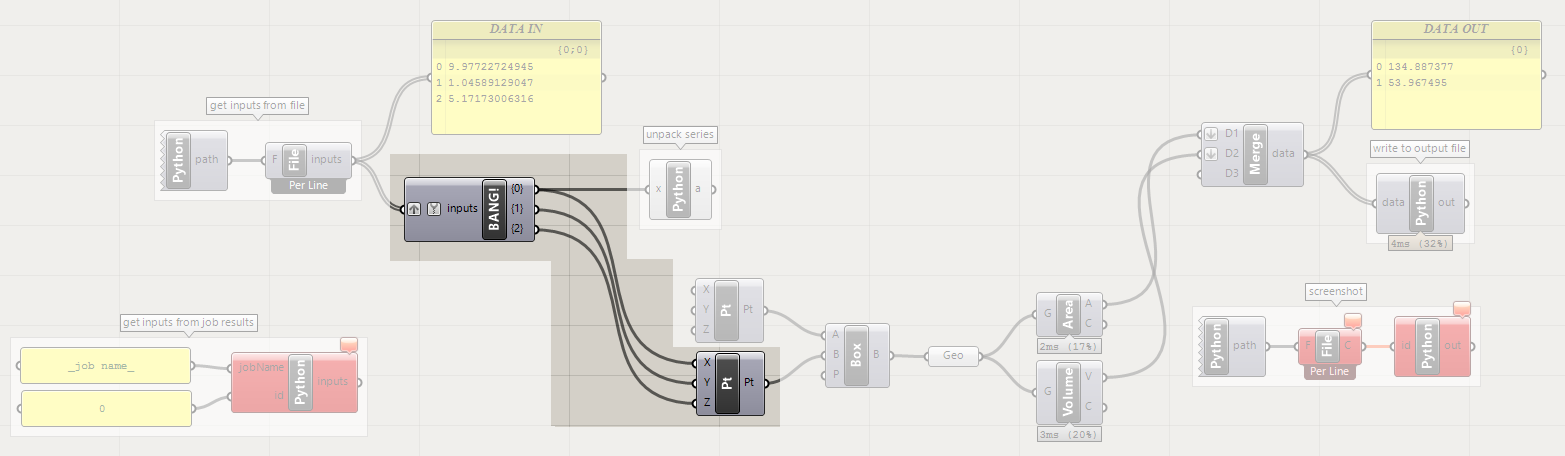 DATA IN
{0;0}
0 9.97722724945
1 1.04589129047
2 5.17173006316
DATA OUT
{0}
0 134.887377
1 53.967495
get inputs from file
Python
path
F
File
inputs
Per Line
unpack series
x
Python
a
inputs
BANG!
{0}
{1}
{2}
D1
D2
D3
Merge
data
write to output file
data
Python
out
4ms (32%)
X
Y
Z
Pt
Pt
X
Y
Z
Pt
Pt
A
B
P
Box
B
Geo
G
Area
A
C
2ms (17%)
G
Volume
V
C
3ms (20%)
screenshot
Python
path
F
File
C
Per Line
id
Python
out
get inputs from job results
_job name_
0
jobName
id
Python
inputs